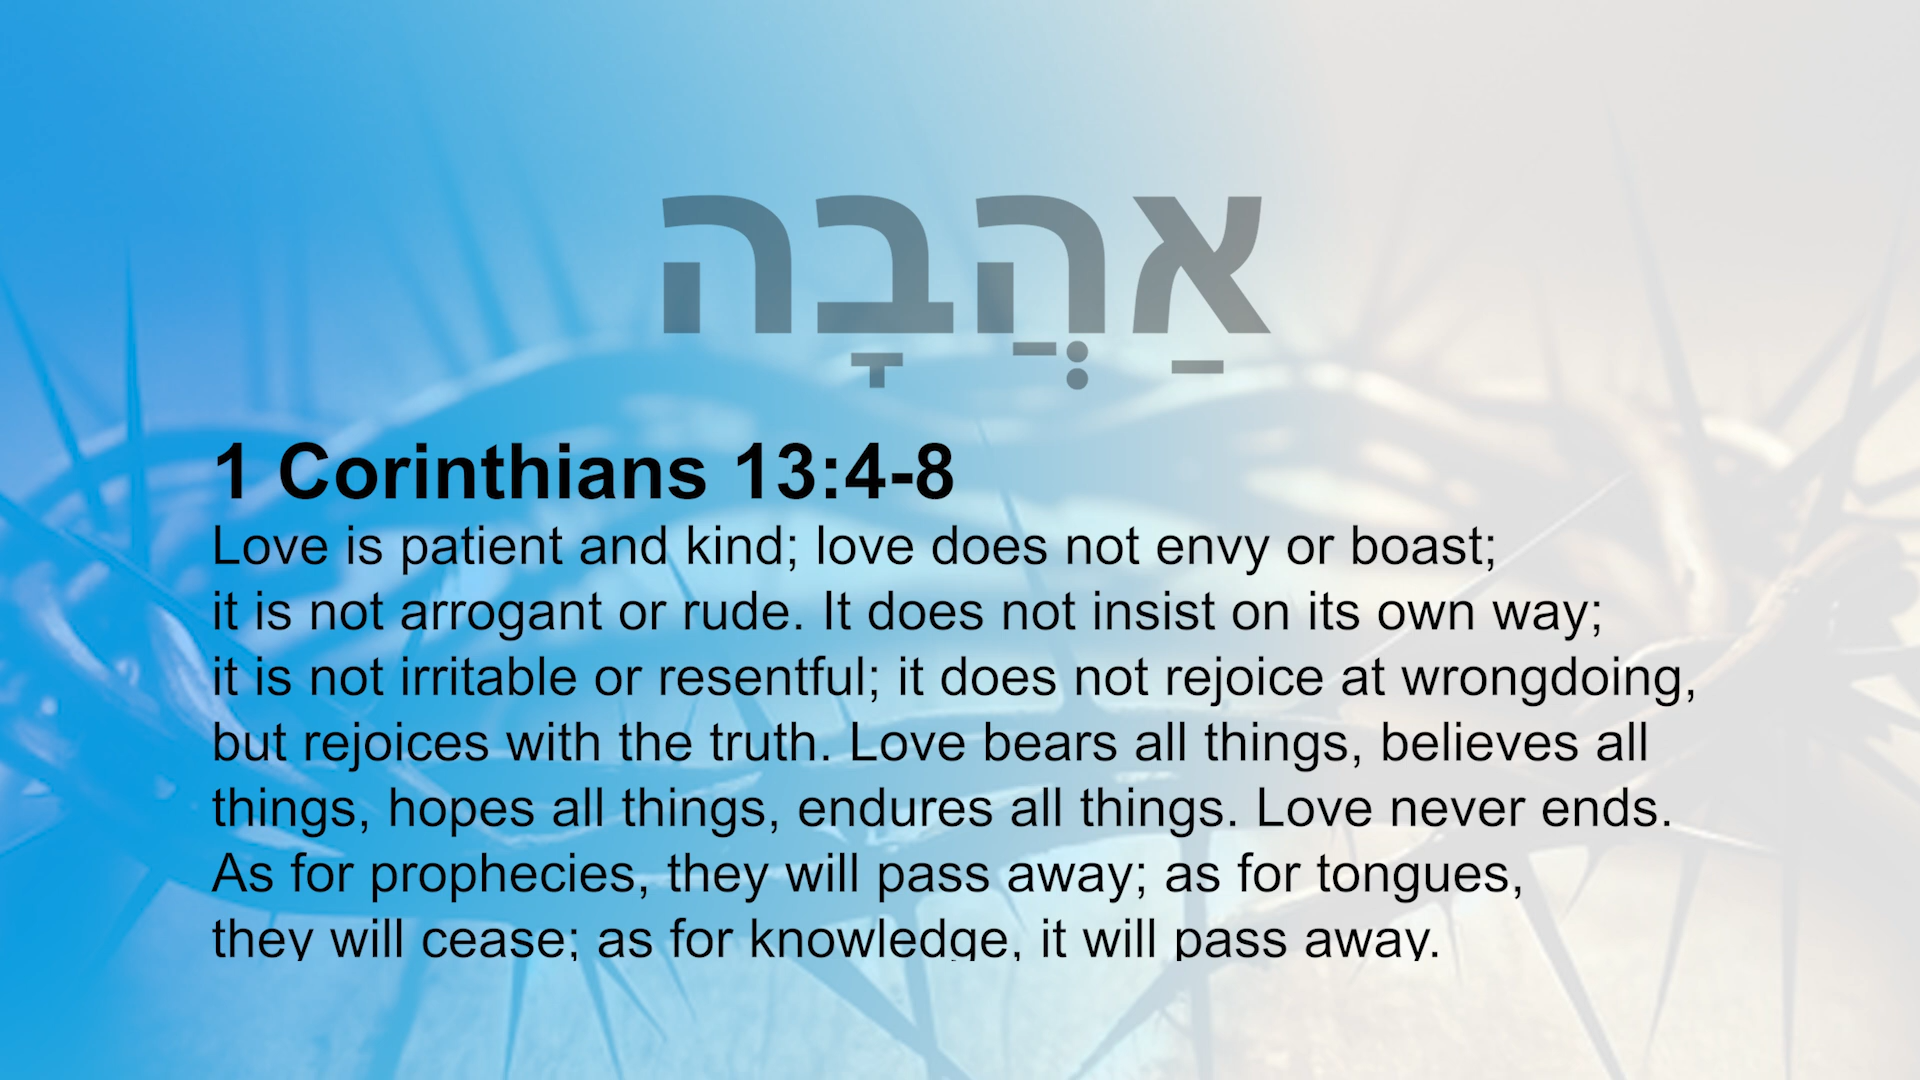 אַהֲבָה
1 Corinthians 13:4-8
Love is patient and kind; love does not envy or boast;
it is not arrogant or rude. It does not insist on its own way;
it is not irritable or resentful; it does not rejoice at wrongdoing,
but rejoices with the truth. Love bears all things, believes all
things, hopes all things, endures all things. Love never ends.
As for prophecies, they will pass away; as for tongues,
they will cease; as for knowledge, it will pass away.